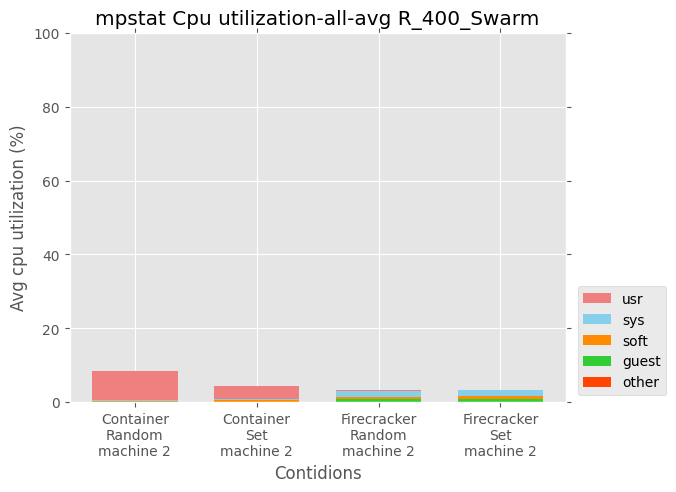 mpstat Cpu utilization-all-avg R_400_Swarm
Avg cpu utilization (%)
100
80
60
40
20
0
usr
sys
soft
guest
other
Container
Random
machine 2
Container
Set
machine 2
Firecracker
Random
machine 2
Firecracker
Set
machine 2
Contidions